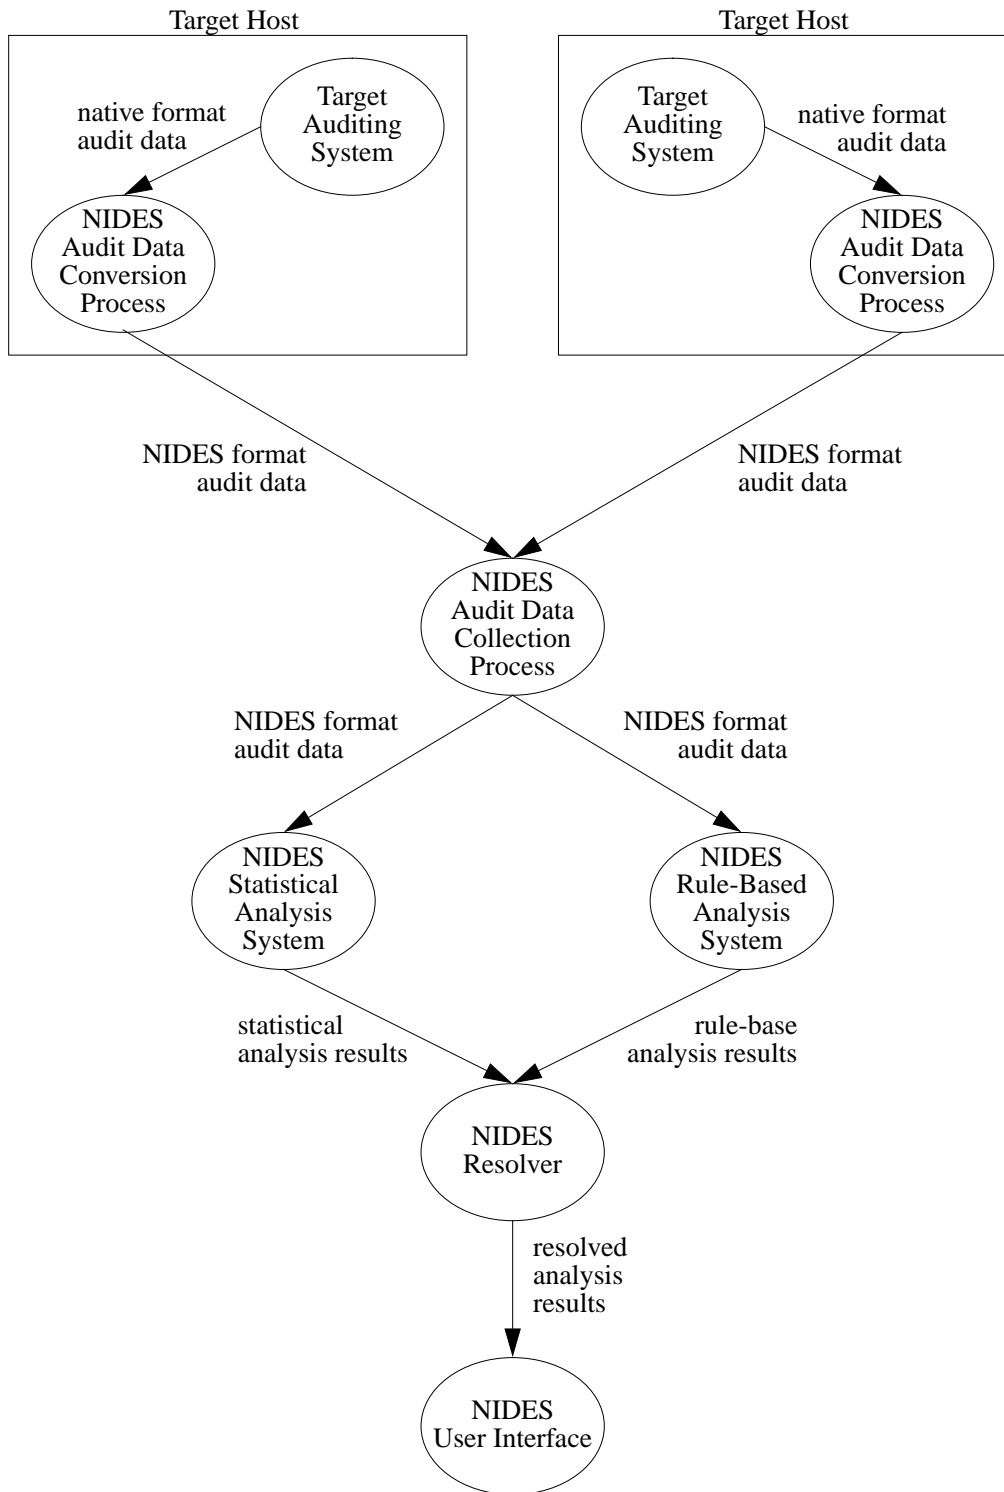 Target Host
Target Host
native format
audit data
Target
Auditing
System
Target
Auditing
System
native format
audit data
NIDES
Audit Data
Conversion
Process
NIDES
Audit Data
Conversion
Process
NIDES format
audit data
NIDES format
audit data
NIDES
Audit Data
Collection
Process
NIDES format
audit data
NIDES format
audit data
NIDES
Statistical
Analysis
System
NIDES
Rule-Based
Analysis
System
statistical
analysis results
rule-base
analysis results
NIDES
Resolver
resolved
analysis
results
NIDES
User Interface